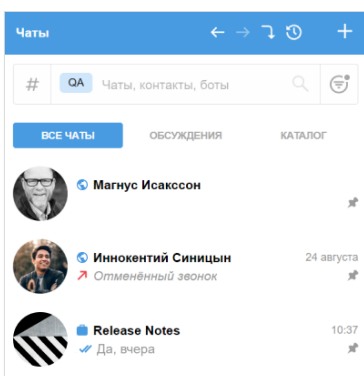 Чаты
# QA Чаты, контакты, боты
ВСЕ ЧАТЫ ОБСУЖДЕНИЯ КАТАЛОГ
Магнус Исакссон
Иннокентий Синицын 24 августа
Отменённый звонок
Release Notes 10:37
Да, вчера